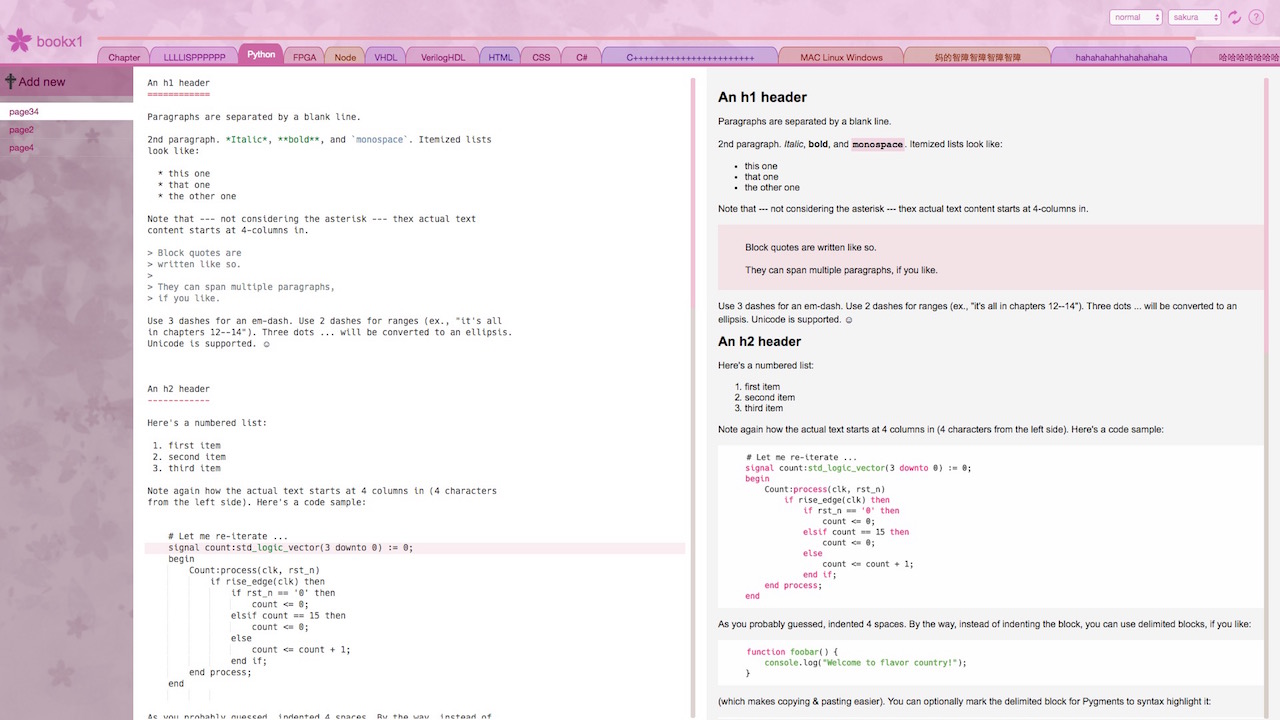 normal
sakura
?
bookx1
Chapter
LLLLISPPPPPP
Python
FPGA
Node
VHDL
VerilogHDL
HTML
CSS
C#
C++++++++++++++++++++++++
MAC Linux Windows
妈的智障智障智障智障
hahahahahhahahahaha
哈哈哈哈哈哈哈
Add new
page34
page2
page4
An h1 header
============
Paragraphs are separated by a blank line.
2nd paragraph. *Italic*, **bold**, and `monospace`. Itemized lists
look like:
* this one
* that one
* the other one
Note that --- not considering the asterisk --- thex actual text
content starts at 4-columns in.
> Block quotes are
> written like so.
>
> They can span multiple paragraphs,
> if you like.
Use 3 dashes for an em-dash. Use 2 dashes for ranges (ex., "it's all
in chapters 12--14"). Three dots ... will be converted to an ellipsis.
Unicode is supported. ☺
An h2 header
------------
Here's a numbered list:
1. first item
2. second item
3. third item
Note again how the actual text starts at 4 columns in (4 characters
from the left side). Here's a code sample:
# Let me re-iterate ...
signal count:std_logic_vector(3 downto 0) := 0;
begin
Count:process(clk, rst_n)
if rise_edge(clk) then
if rst_n == '0' then
count <= 0;
elsif count == 15 then
count <= 0;
else
count <= count + 1;
end if;
end process;
end
As you probably guessed, indented 4 spaces. By the way, instead of
An h1 header
Paragraphs are separated by a blank line.
2nd paragraph. Italic, bold, and monospace. Itemized lists look like:
• this one
• that one
• the other one
Note that --- not considering the asterisk --- thex actual text content starts at 4-columns in.
Block quotes are written like so.
They can span multiple paragraphs, if you like.
Use 3 dashes for an em-dash. Use 2 dashes for ranges (ex., "it's all in chapters 12--14"). Three dots ... will be converted to an
ellipsis. Unicode is supported. ☺
An h2 header
Here's a numbered list:
1. first item
2. second item
3. third item
Note again how the actual text starts at 4 columns in (4 characters from the left side). Here's a code sample:
# Let me re-iterate ...
signal count:std_logic_vector(3 downto 0) := 0;
begin
Count:process(clk, rst_n)
if rise_edge(clk) then
if rst_n == '0' then
count <= 0;
elsif count == 15 then
count <= 0;
else
count <= count + 1;
end if;
end process;
end
As you probably guessed, indented 4 spaces. By the way, instead of indenting the block, you can use delimited blocks, if you like:
function foobar() {
console.log("Welcome to flavor country!");
}
(which makes copying & pasting easier). You can optionally mark the delimited block for Pygments to syntax highlight it: